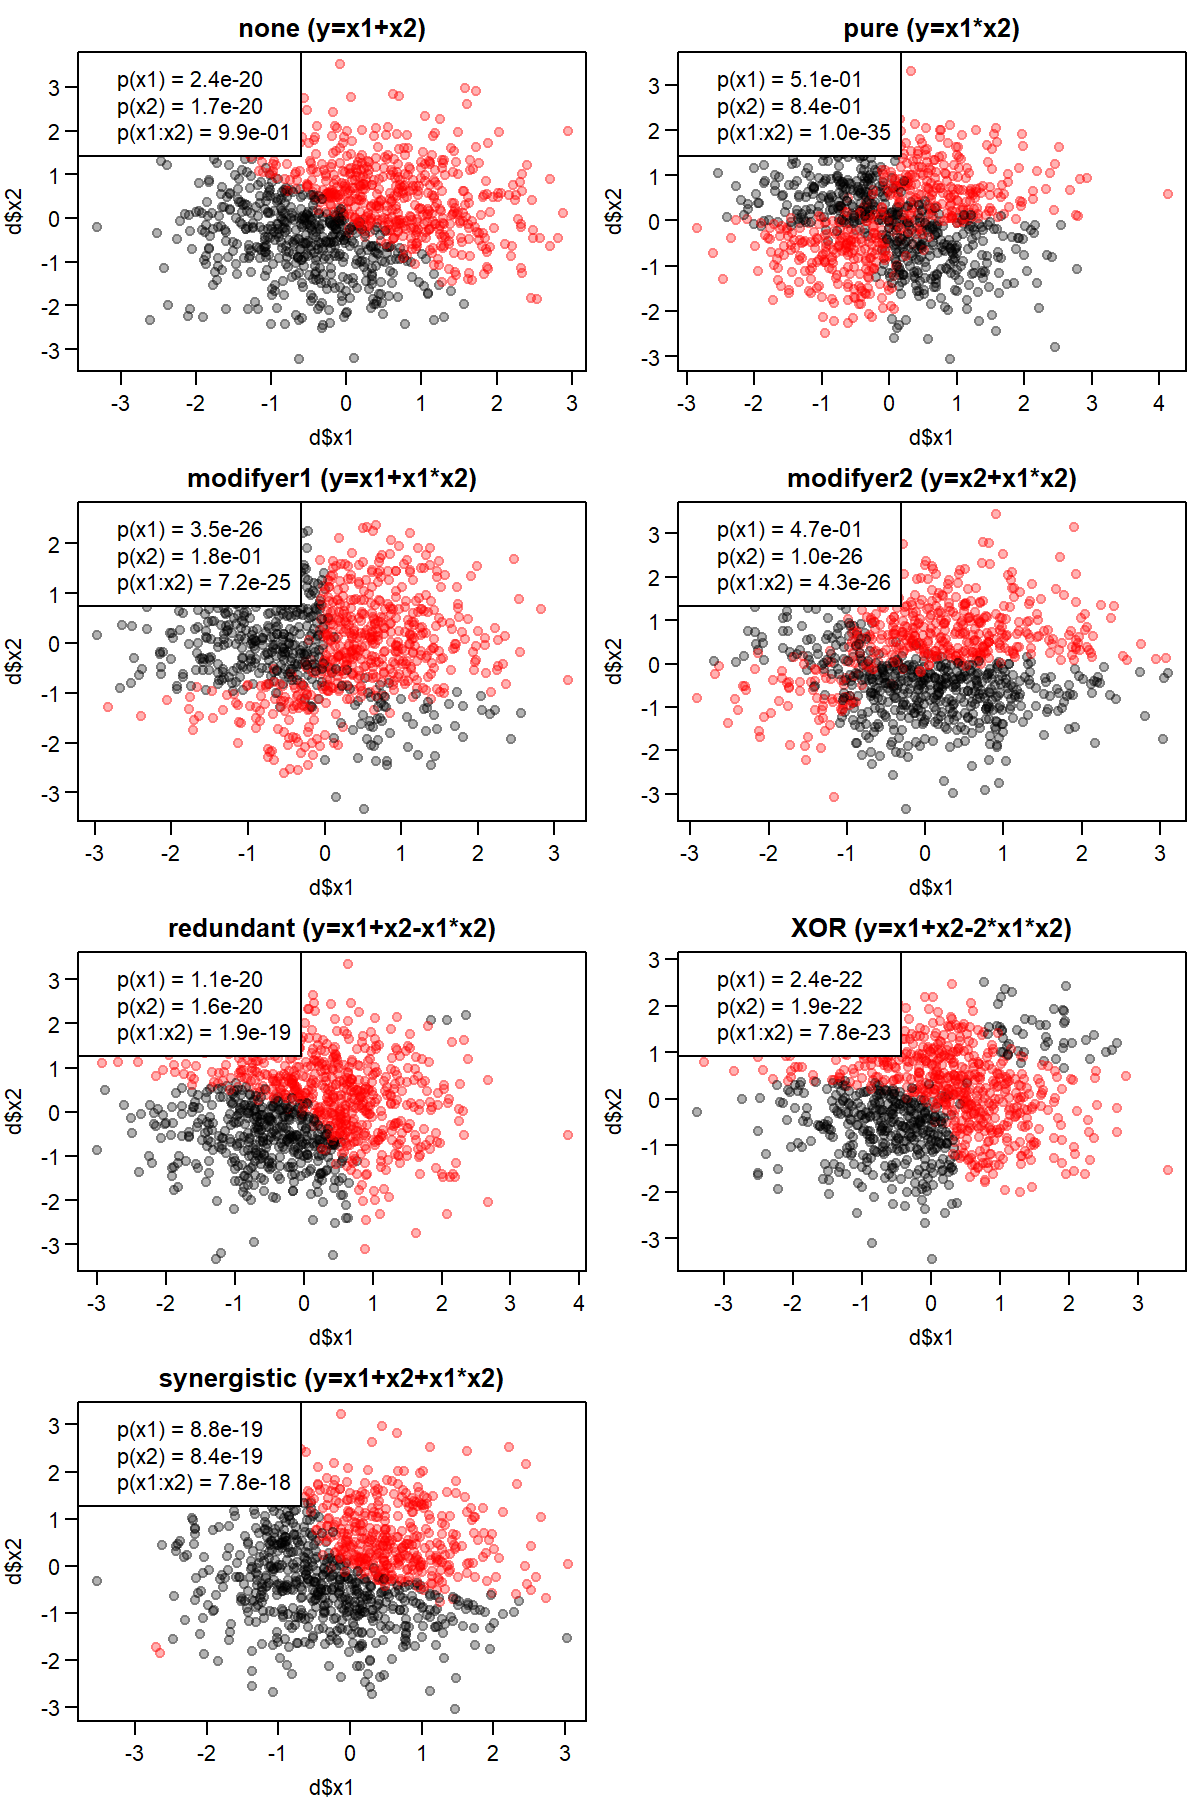 none (y=x1+x2)
p(x1) = 2.4e-20
p(x2) = 1.7e-20
p(x1:x2) = 9.9e-01
3
2
1
0
-1
-2
-3
d$x2
-3 -2 -1 0 1 2 3
d$x1
pure (y=x1*x2)
p(x1) = 5.1e-01
p(x2) = 8.4e-01
p(x1:x2) = 1.0e-35
3
2
1
0
-1
-2
-3
d$x2
-3 -2 -1 0 1 2 3 4
d$x1
modifyer1 (y=x1+x1*x2)
p(x1) = 3.5e-26
p(x2) = 1.8e-01
p(x1:x2) = 7.2e-25
2
1
0
-1
-2
-3
d$x2
-3 -2 -1 0 1 2 3
d$x1
modifyer2 (y=x2+x1*x2)
p(x1) = 4.7e-01
p(x2) = 1.0e-26
p(x1:x2) = 4.3e-26
3
2
1
0
-1
-2
-3
d$x2
-3 -2 -1 0 1 2 3
d$x1
redundant (y=x1+x2-x1*x2)
p(x1) = 1.1e-20
p(x2) = 1.6e-20
p(x1:x2) = 1.9e-19
3
2
1
0
-1
-2
-3
d$x2
-3 -2 -1 0 1 2 3 4
d$x1
XOR (y=x1+x2-2*x1*x2)
p(x1) = 2.4e-22
p(x2) = 1.9e-22
p(x1:x2) = 7.8e-23
3
2
1
0
-1
-2
-3
d$x2
-3 -2 -1 0 1 2 3
d$x1
synergistic (y=x1+x2+x1*x2)
p(x1) = 8.8e-19
p(x2) = 8.4e-19
p(x1:x2) = 7.8e-18
3
2
1
0
-1
-2
-3
d$x2
-3 -2 -1 0 1 2 3
d$x1